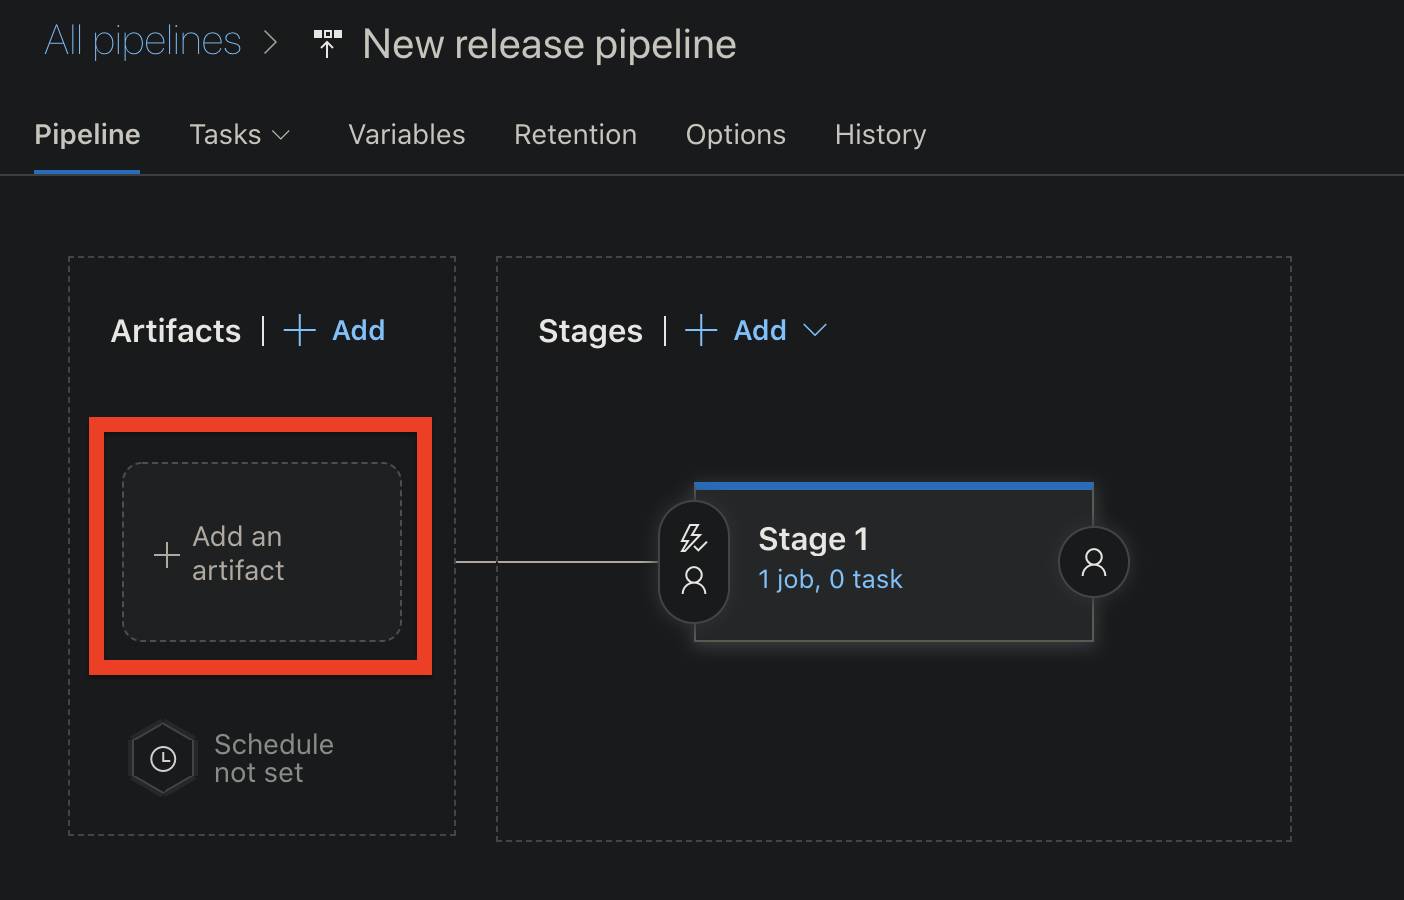 All pipelines > New release pipeline
Pipeline Tasks Variables Retention Options History
Artifacts | + Add
Stages | + Add
+ Add an
artifact
Stage 1
1 job, 0 task
Schedule
not set